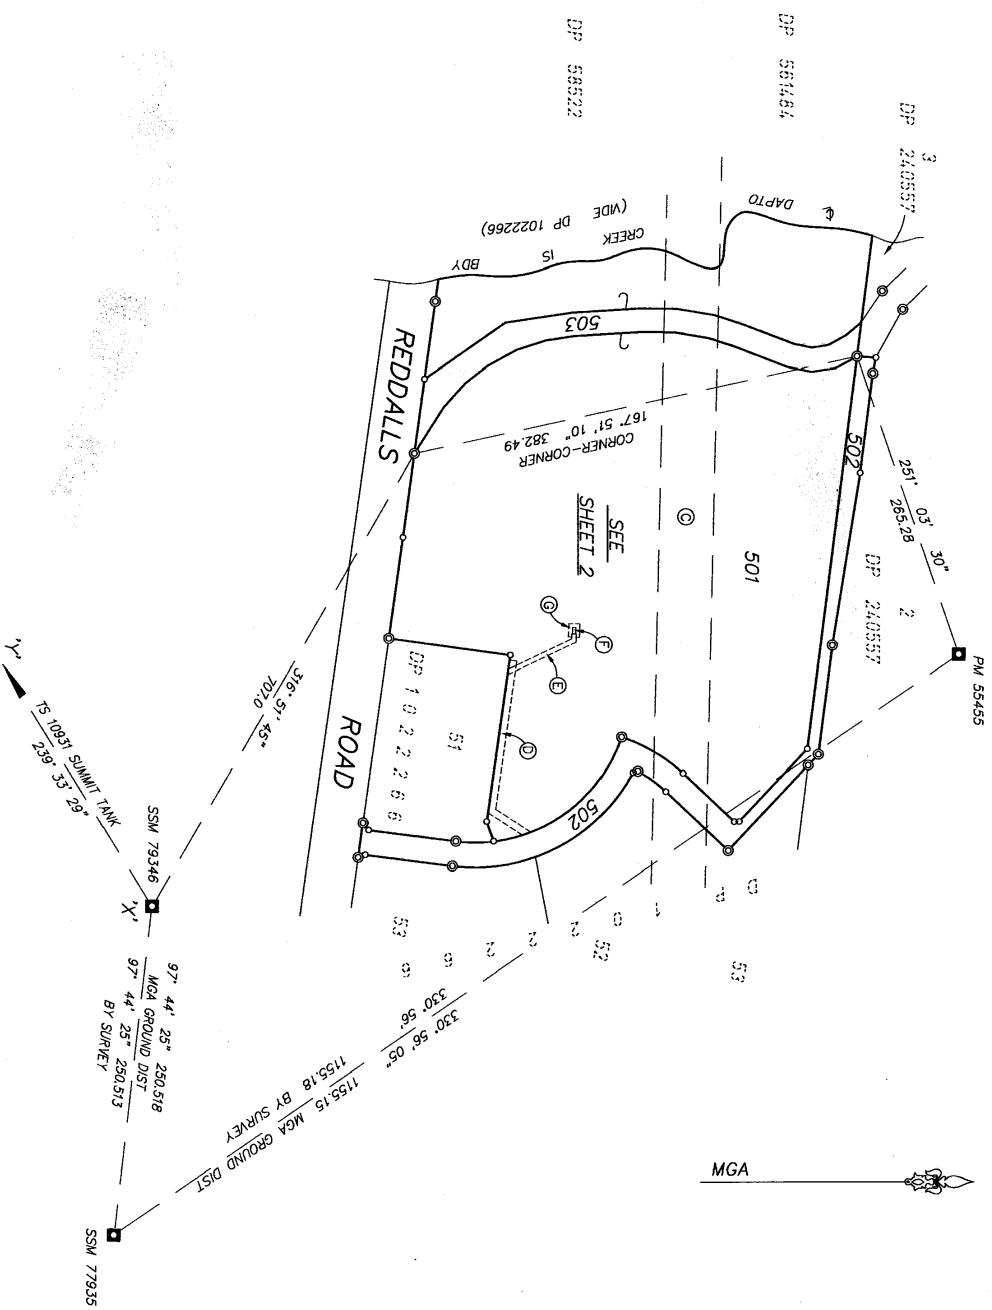 DP 585222
DP 561484
3
DP 240557
DAPTO
CREEK
(VIDE DP 1022266)
IS
BDY
REDDALLS
ROAD
503
502
CORNER-CORNER
167° 51' 10" 382.49
SEE
SHEET 2
C
501
251° 03' 30"
265.28
2
DP 240557
PM 55455
G
F
E
D
51
DP 1022266
502
316° 51' 45"
707.0
'Y'
TS 10931 SUMMIT TANK
239° 33' 29"
SSM 79346
'X'
53
52
53
DP 1022266
97° 44' 25" 250.518
MGA GROUND DIST
97° 44' 25" 250.513
BY SURVEY
330° 56' 05" 1155.15 MGA GROUND DIST
330° 56' 1155.18 BY SURVEY
SSM 77935
MGA